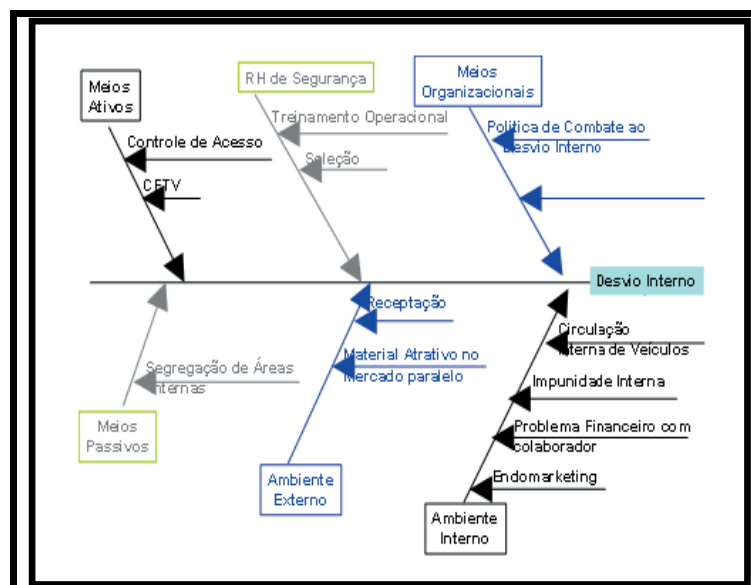 Meios
Ativos
RH de Segurança
Meios
Organizacionais
Controle de Acesso
CFTV
Treinamento Operacional
Seleção
Política de Combate ao
Desvio Interno
Desvio Interno
Segregação de Áreas
Internas
Meios
Passivos
Receptação
Material Atrativo no
Mercado paralelo
Ambiente
Externo
Circulação
Interna de Veículos
Impunidade Interna
Problema Financeiro com
colaborador
Endomarketing
Ambiente
Interno